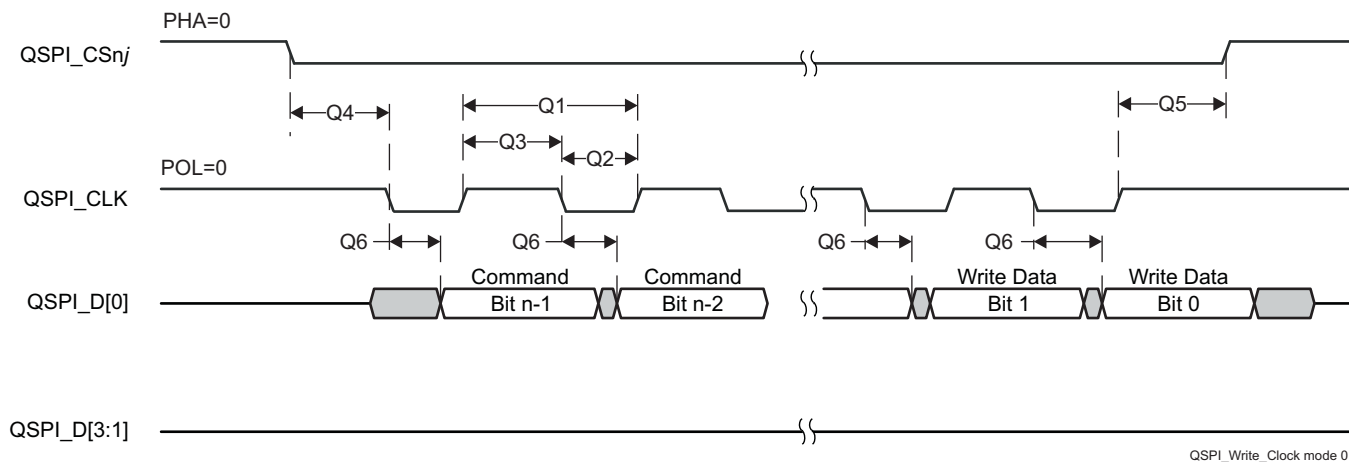 PHA=0
QSPI_CSnj
Q4
Q1
Q5
Q3
Q2
POL=0
QSPI_CLK
Q6 Q6 Q6 Q6
Command Command Write Data Write Data
QSPI_D[0]
Bit n-1 Bit n-2 Bit 1 Bit 0
QSPI_D[3:1]
QSPI_Write_Clock mode 0